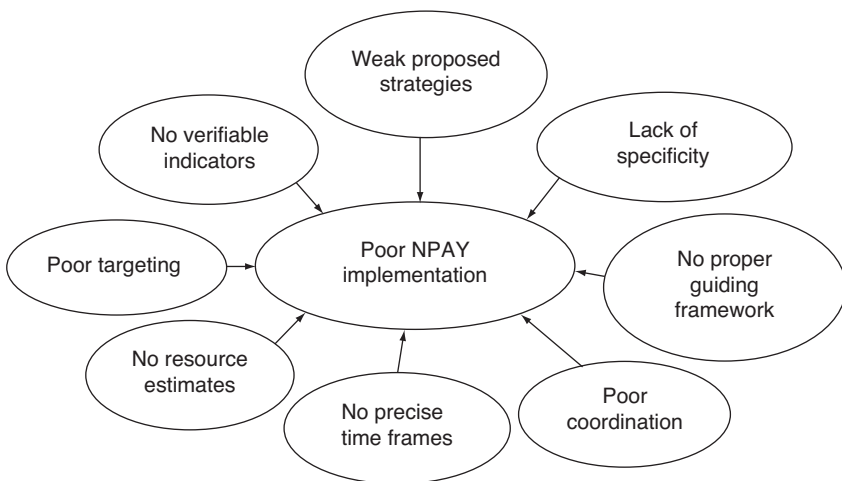 Weak proposed
strategies
No verifiable
indicators
Lack of
specificity
Poor targeting
Poor NPAY
implementation
No proper
guiding
framework
No resource
estimates
No precise
time frames
Poor
coordination